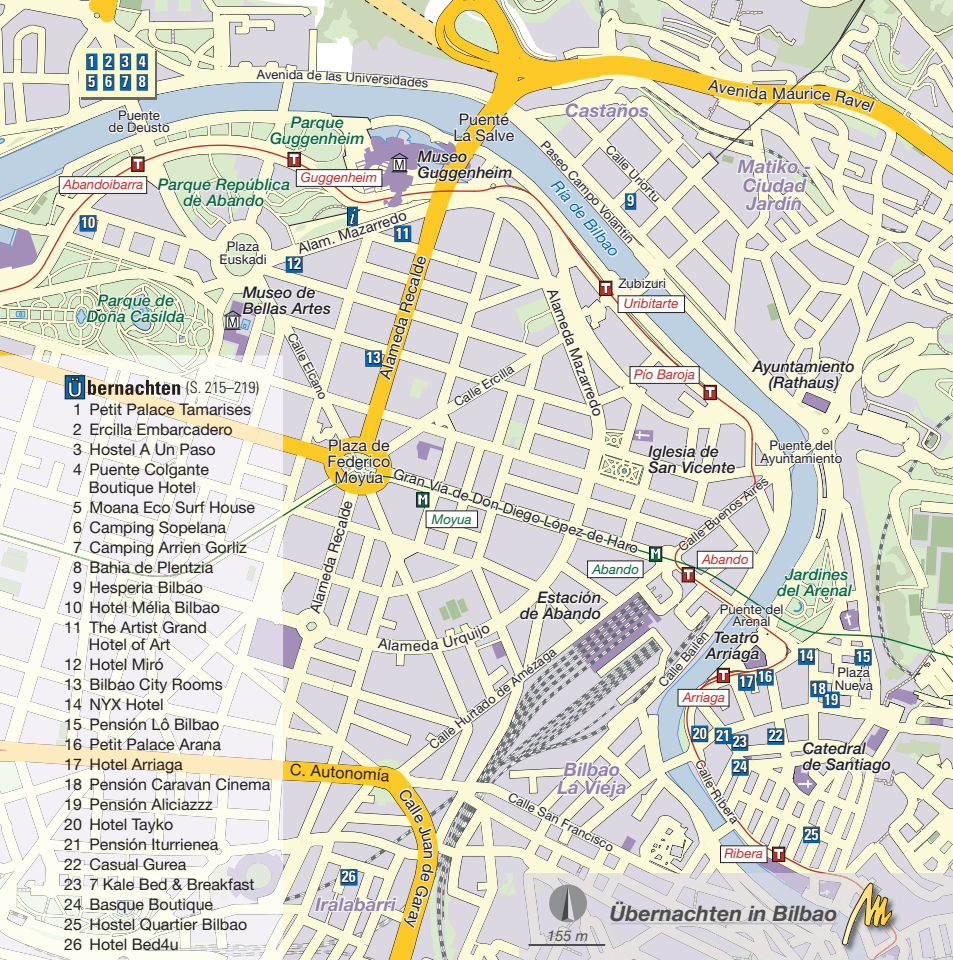 1 2 3 4
5 6 7 8
Avenida de las Universidades
Avenida Maurice Ravel
Puente
de Deusto
Parque
Guggenheim
Puente
La Salve
Castaños
Museo
Guggenheim
M
T
T
Abandoibarra
Guggenheim
Parque República
de Abando
Paseo Campo Volantín
Calle Uriortu
Matiko -
Ciudad
Jardín
Ría de Bilbao
9
10
i
Alam. Mazarredo
11
Plaza
Euskadi
12
Alameda Recalde
T
Zubizuri
Uribitarte
Parque de
Doña Casilda
Museo de
Bellas Artes
M
Alameda Mazarredo
Calle Elcano
13
Calle Ercilla
Pío Baroja
T
Ayuntamiento
(Rathaus)
Übernachten (S. 215–219)
1 Petit Palace Tamarises
2 Ercilla Embarcadero
3 Hostel A Un Paso
4 Puente Colgante
Boutique Hotel
5 Moana Eco Surf House
6 Camping Sopelana
7 Camping Arrien Gorliz
8 Bahia de Plentzia
9 Hesperia Bilbao
10 Hotel Mélia Bilbao
11 The Artist Grand
Hotel of Art
12 Hotel Miró
13 Bilbao City Rooms
14 NYX Hotel
15 Pensión Lô Bilbao
16 Petit Palace Arana
17 Hotel Arriaga
18 Pensión Caravan Cinema
19 Pensión Aliciazzz
20 Hotel Tayko
21 Pensión Iturrienea
22 Casual Gurea
23 7 Kale Bed & Breakfast
24 Basque Boutique
25 Hostel Quartier Bilbao
26 Hotel Bed4u
Plaza de
Federico
Moyúa
Iglesia de
San Vicente
Puente del
Ayuntamiento
Gran Vía de Don Diego López de Haro
M
Moyua
Calle Buenos Aires
Alameda Recalde
M
Abando
Abando
T
Jardines
del Arenal
Estación
de Abando
Puente del
Arenal
Teatro
Arriaga
Alameda Urquijo
Calle Bailén
14
15
Plaza
Nueva
T
Arriaga
17
16
18
19
Calle Hurtado de Amézaga
20
21
23
22
24
Catedral
de Santiago
C. Autonomía
Bilbao
La Vieja
Calle Juan de Garay
Calle San Francisco
Calle Ribera
25
Ribera
T
26
Iralabarri
155 m
Übernachten in Bilbao